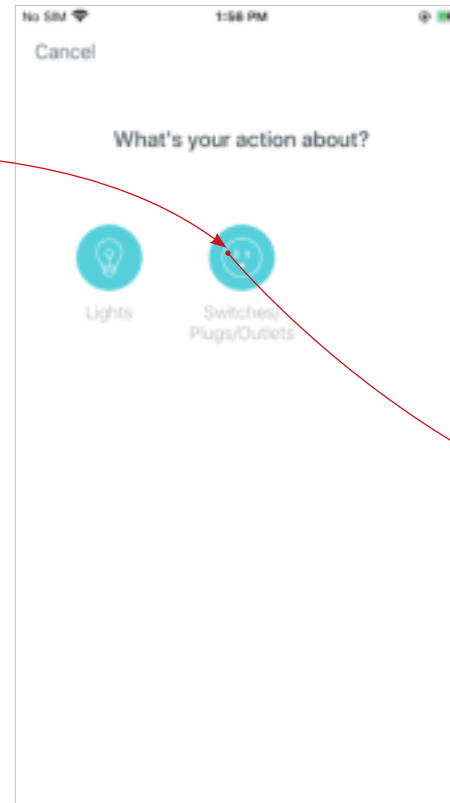 No SIM 1:56 PM
Cancel
What's your action about?
Lights
Switches/
Plugs/Outlets